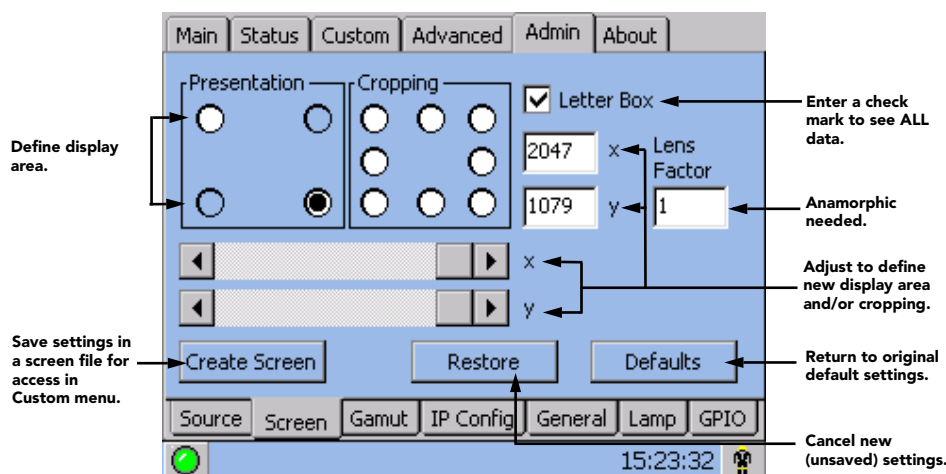 Main Status Custom Advanced Admin About
Presentation
Cropping
Letter Box
2047 x
Lens
Factor
1079 y
1
x
y
Create Screen Restore Defaults
Source Screen Gamut IP Config General Lamp GPIO
15:23:32
Define display
area.
Save settings in
a screen file for
access in
Custom menu.
Enter a check
mark to see ALL
data.
Anamorphic
needed.
Adjust to define
new display area
and/or cropping.
Return to original
default settings.
Cancel new
(unsaved) settings.